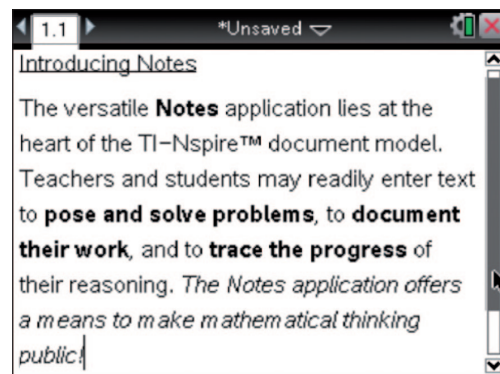 1.1
*Unsaved
Introducing Notes
The versatile Notes application lies at the
heart of the TI-Nspire™ document model.
Teachers and students may readily enter text
to pose and solve problems, to document
their work, and to trace the progress of
their reasoning. The Notes application offers
a means to make mathematical thinking
public!